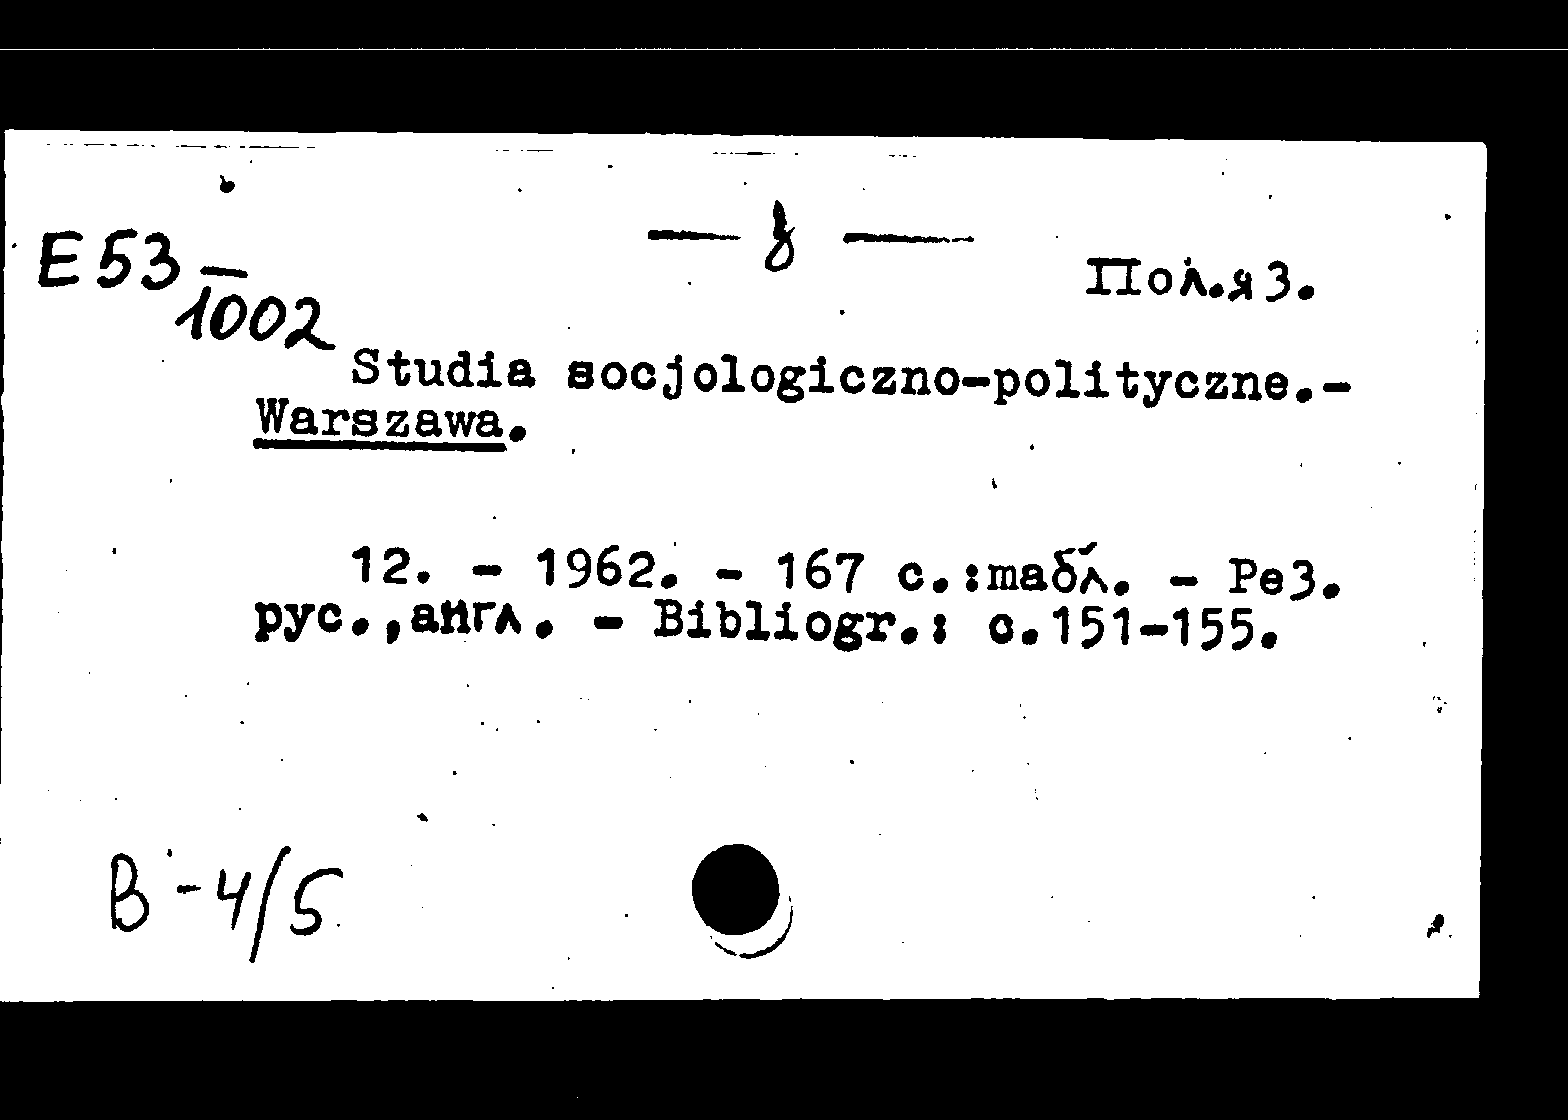 — у —
E53
—
1002
Пол.яз.
Studia socjologiczno-polityczne.-
Warszawa.
12. - 1962. - 167 с.:табл. - Рез.
рус.,англ. - Bibliogr.: с.151-155.
В-4/5